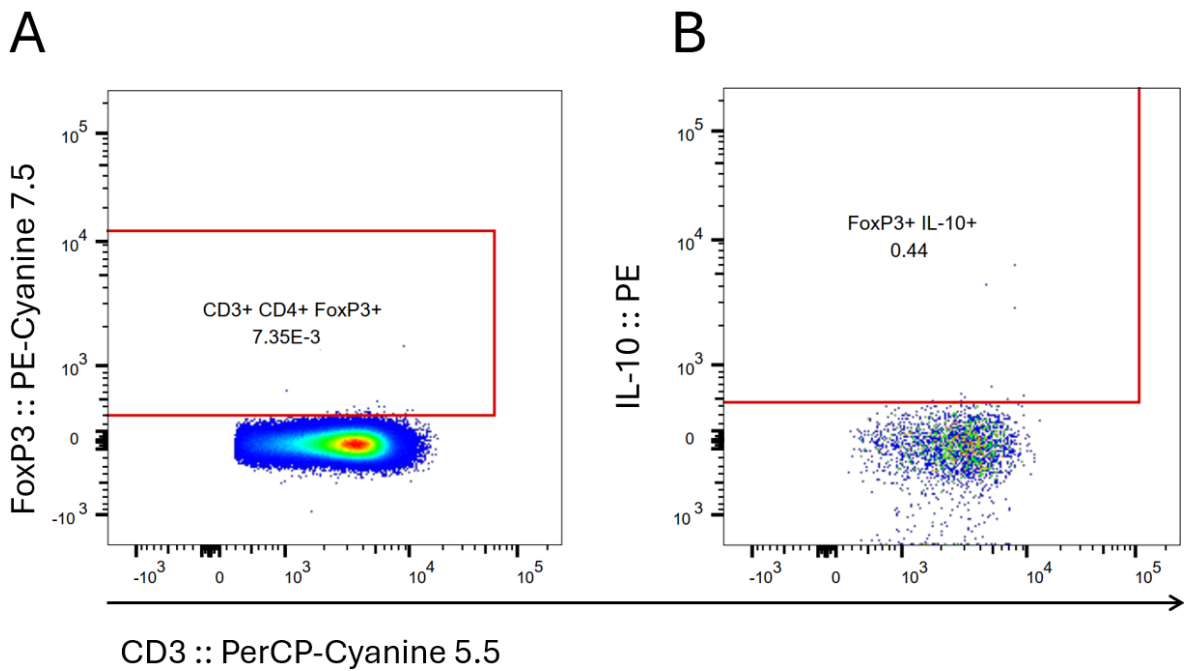 A
B
FoxP3 :: PE-Cyanine 7.5
10^5
10^4
10^3
0
-10^3
CD3+ CD4+ FoxP3+
7.35E-3
-10^3
0
10^3
10^4
10^5
IL-10 :: PE
10^5
10^4
10^3
0
10^3
FoxP3+ IL-10+
0.44
-10^3
0
10^3
10^4
10^5
CD3 :: PerCP-Cyanine 5.5